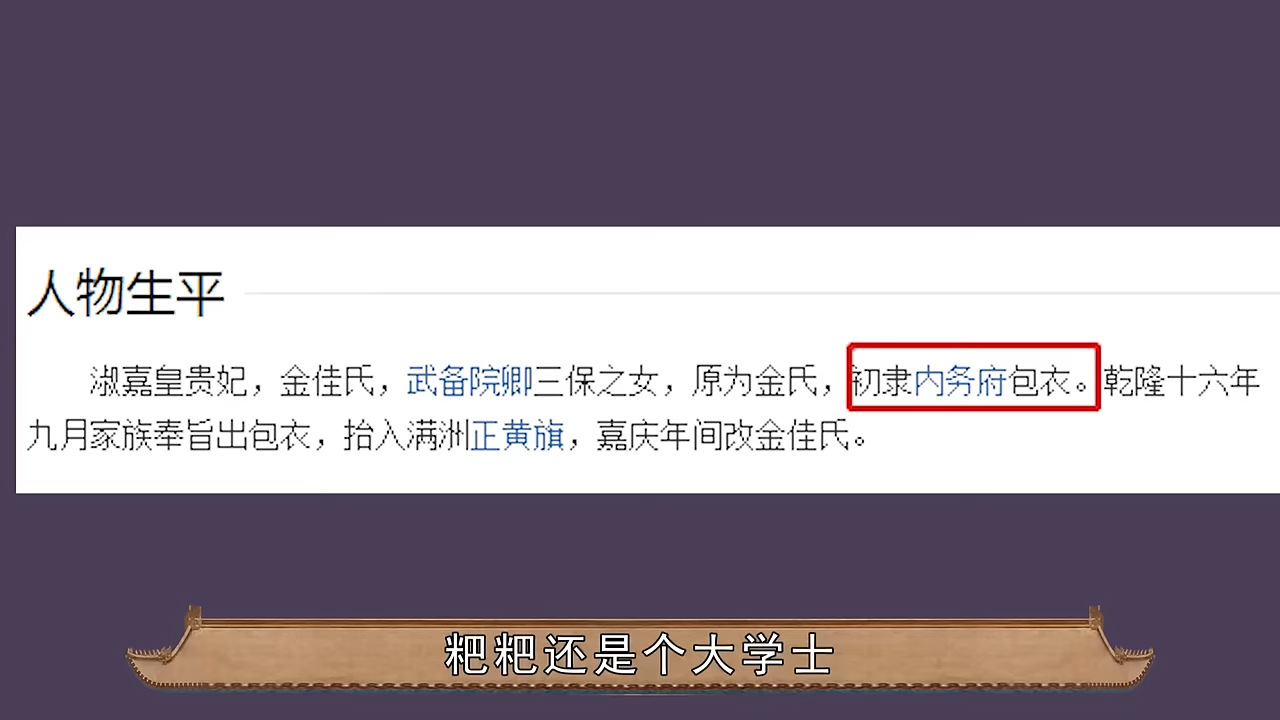 人物生平
淑嘉皇贵妃，金佳氏，武备院卿三保之女，原为金氏，初隶内务府包衣。乾隆十六年
九月家族奉旨出包衣，抬入满洲正黄旗，嘉庆年间改金佳氏。
粑粑还是个大学士